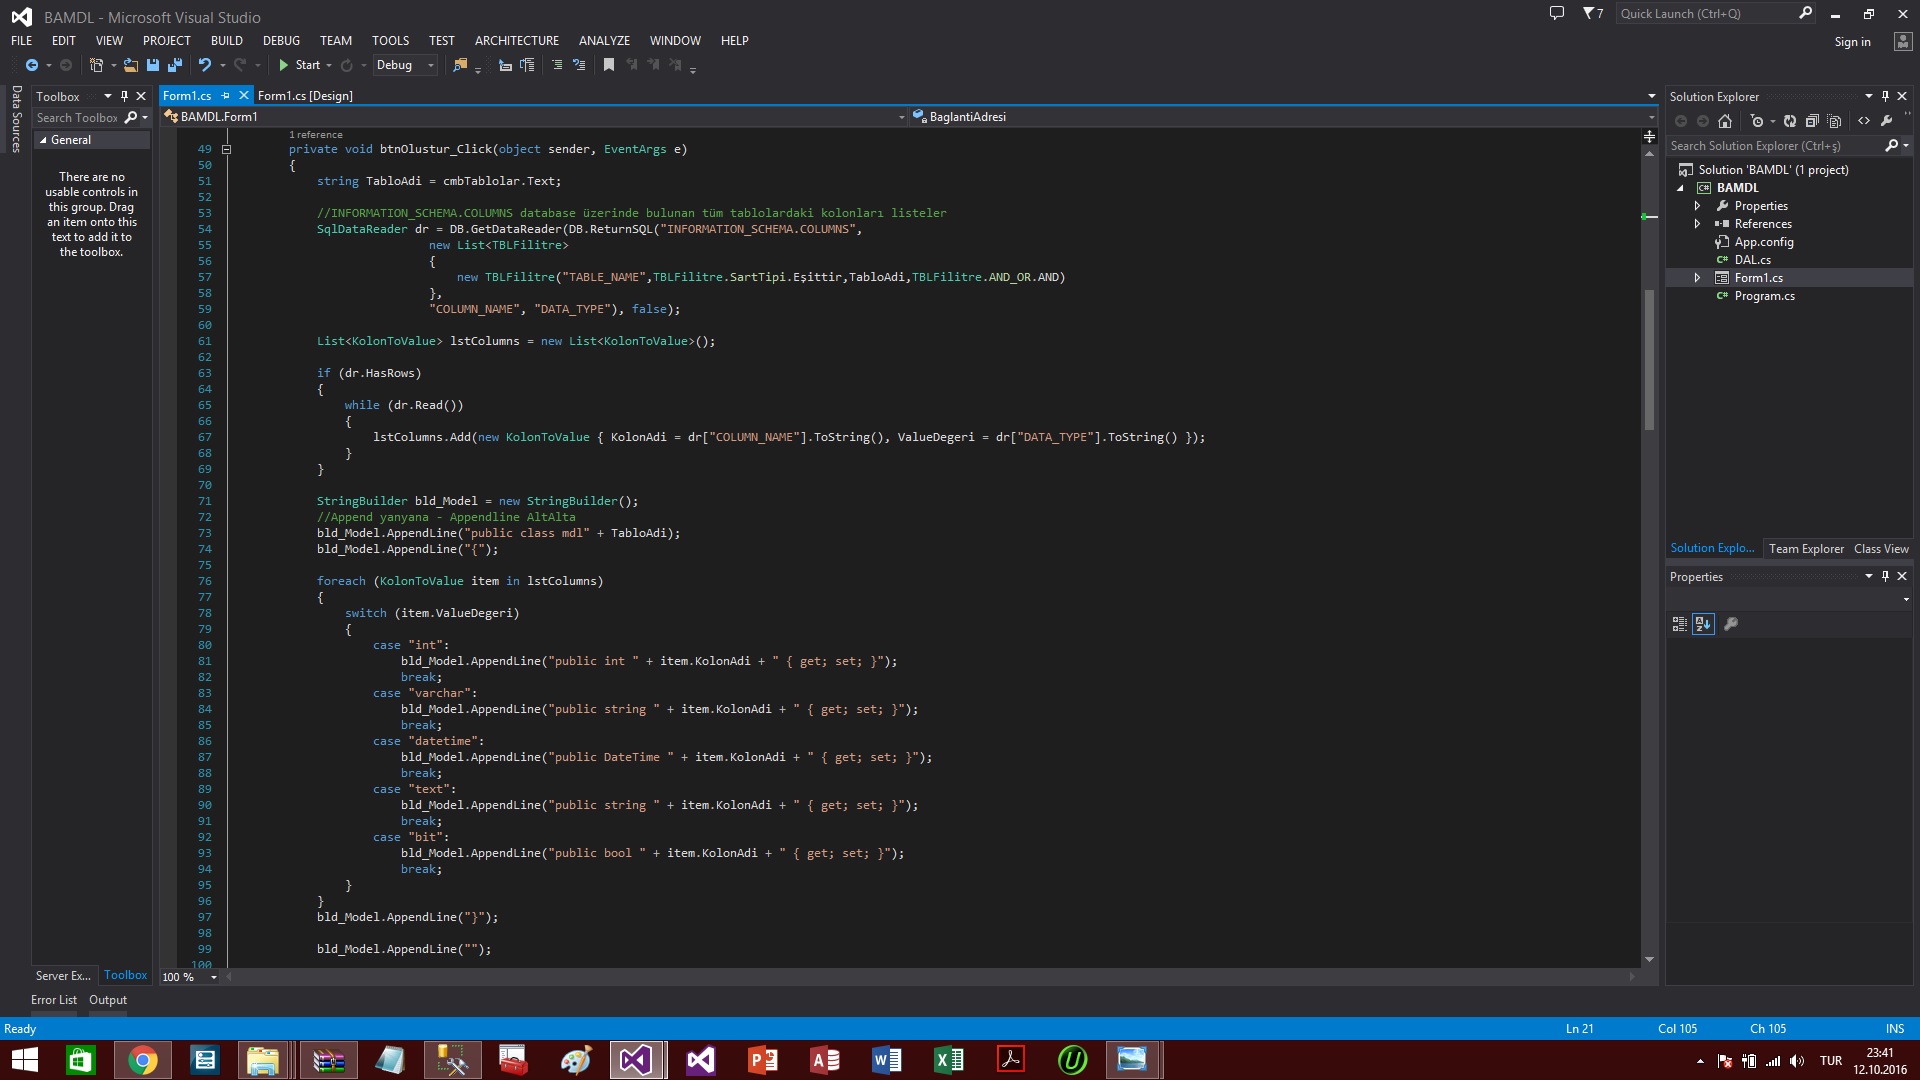 BAMDL - Microsoft Visual Studio
7
Quick Launch (Ctrl+Q)
FILE EDIT VIEW PROJECT BUILD DEBUG TEAM TOOLS TEST ARCHITECTURE ANALYZE WINDOW HELP
Sign in
Start
Debug
Data Sources
Toolbox
Search Toolbox
General
There are no
usable controls in
this group. Drag
an item onto this
text to add it to
the toolbox.
Server Ex...
Toolbox
Form1.cs
Form1.cs [Design]
BAMDL.Form1
BaglantiAdresi
1 reference
49 private void btnOlustur_Click(object sender, EventArgs e)
50 {
51 string TabloAdi = cmbTablolar.Text;
52
53 //INFORMATION_SCHEMA.COLUMNS database üzerinde bulunan tüm tablolardaki kolonları listeler
54 SqlDataReader dr = DB.GetDataReader(DB.ReturnSQL("INFORMATION_SCHEMA.COLUMNS",
55 new List<TBLFilitre>
56 {
57 new TBLFilitre("TABLE_NAME",TBLFilitre.SartTipi.Eşittir,TabloAdi,TBLFilitre.AND_OR.AND)
58 },
59 "COLUMN_NAME", "DATA_TYPE"), false);
60
61 List<KolonToValue> lstColumns = new List<KolonToValue>();
62
63 if (dr.HasRows)
64 {
65 while (dr.Read())
66 {
67 lstColumns.Add(new KolonToValue { KolonAdi = dr["COLUMN_NAME"].ToString(), ValueDegeri = dr["DATA_TYPE"].ToString() });
68 }
69 }
70
71 StringBuilder bld_Model = new StringBuilder();
72 //Append yanyana - Appendline AltAlta
73 bld_Model.AppendLine("public class mdl" + TabloAdi);
74 bld_Model.AppendLine("{");
75
76 foreach (KolonToValue item in lstColumns)
77 {
78 switch (item.ValueDegeri)
79 {
80 case "int":
81 bld_Model.AppendLine("public int " + item.KolonAdi + " { get; set; }");
82 break;
83 case "varchar":
84 bld_Model.AppendLine("public string " + item.KolonAdi + " { get; set; }");
85 break;
86 case "datetime":
87 bld_Model.AppendLine("public DateTime " + item.KolonAdi + " { get; set; }");
88 break;
89 case "text":
90 bld_Model.AppendLine("public string " + item.KolonAdi + " { get; set; }");
91 break;
92 case "bit":
93 bld_Model.AppendLine("public bool " + item.KolonAdi + " { get; set; }");
94 break;
95 }
96 }
97 bld_Model.AppendLine("}");
98
99 bld_Model.AppendLine("");
100
100 %
Solution Explorer
Search Solution Explorer (Ctrl+ş)
Solution 'BAMDL' (1 project)
BAMDL
Properties
References
App.config
DAL.cs
Form1.cs
Program.cs
Solution Explo... Team Explorer Class View
Properties
Error List Output
Ready
Ln 21 Col 105 Ch 105 INS
TUR
23:41
12.10.2016